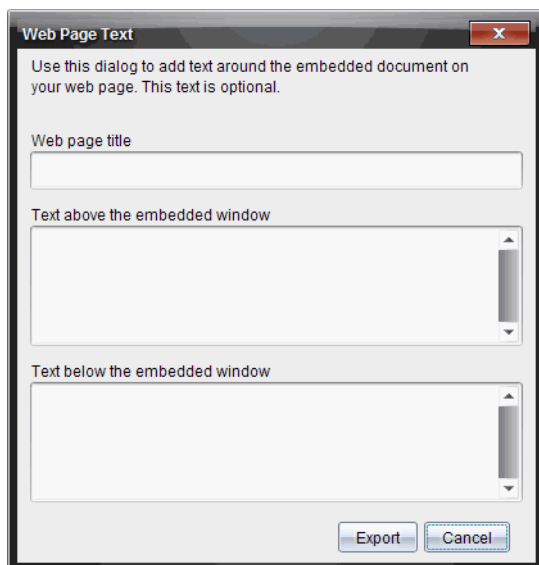 Web Page Text
Use this dialog to add text around the embedded document on
your web page. This text is optional.
Web page title
Text above the embedded window
Text below the embedded window
Export Cancel